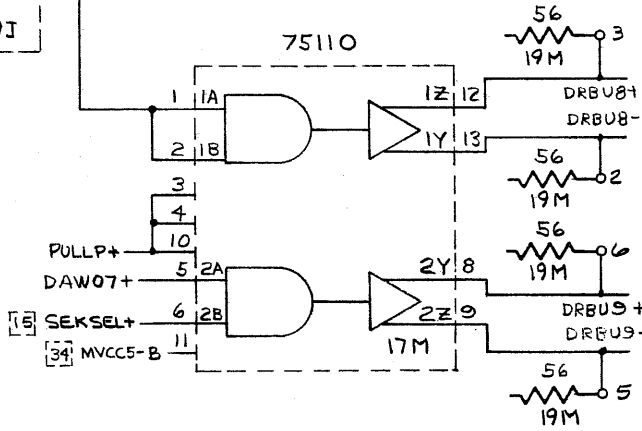 56
3
75110
19M
1 1A
1Z 12
DRBU8+
DRBU8-
1Y 13
2 1B
56
2
3
19M
4
56
10
6
PULLP+
19M
2Y 8
5 2A
DAW07+
DRBU9+
6 2B
2Z 9
[15] SEKSEL+
DRBU9-
11
17M
[34] MVCC5-B
56
5
19M